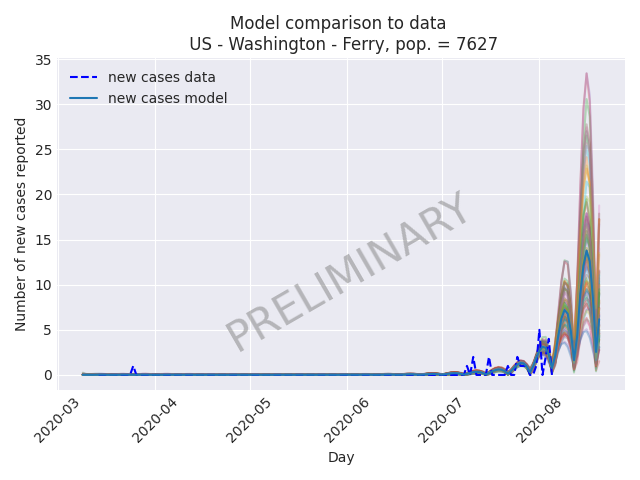 Model comparison to data
US - Washington - Ferry, pop. = 7627
new cases data
new cases model
PRELIMINARY
Number of new cases reported
35
30
25
20
15
10
5
0
2020-03
2020-04
2020-05
2020-06
2020-07
2020-08
Day